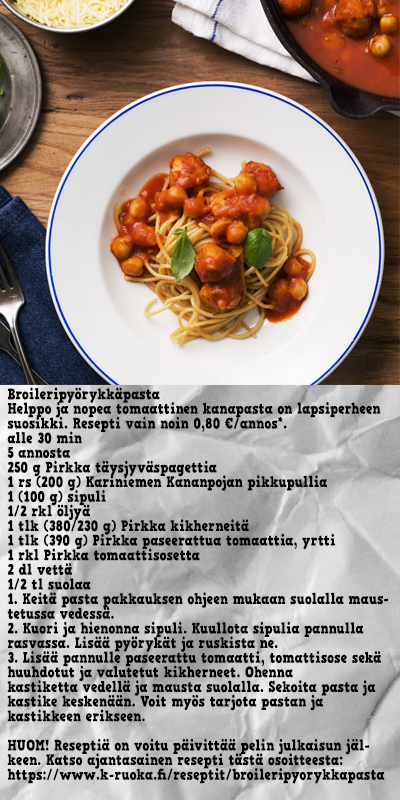 Broileripyörykkäpasta
Helppo ja nopea tomaattinen kanapasta on lapsiperheen
suosikki. Resepti vain noin 0,80 €/annos*.
alle 30 min
5 annosta
250 g Pirkka täysjyväspagettia
1 rs (200 g) Kariniemen Kananpojan pikkupullia
1 (100 g) sipuli
1/2 rkl öljyä
1 tlk (380/230 g) Pirkka kikherneitä
1 tlk (390 g) Pirkka paseerattua tomaattia, yrtti
1 rkl Pirkka tomaattisosetta
2 dl vettä
1/2 tl suolaa
1. Keitä pasta pakkauksen ohjeen mukaan suolalla maus-
tetussa vedessä.
2. Kuori ja hienonna sipuli. Kuullota sipulia pannulla
rasvassa. Lisää pyörykät ja ruskista ne.
3. Lisää pannulle paseerattu tomaatti, tomattisose sekä
huuhdotut ja valutetut kikherneet. Ohenna
kastiketta vedellä ja mausta suolalla. Sekoita pasta ja
kastike keskenään. Voit myös tarjota pastan ja
kastikkeen erikseen.
HUOM! Reseptiä on voitu päivittää pelin julkaisun jäl-
keen. Katso ajantasainen resepti tästä osoitteesta:
https://www.k-ruoka.fi/reseptit/broileripyorykkapasta